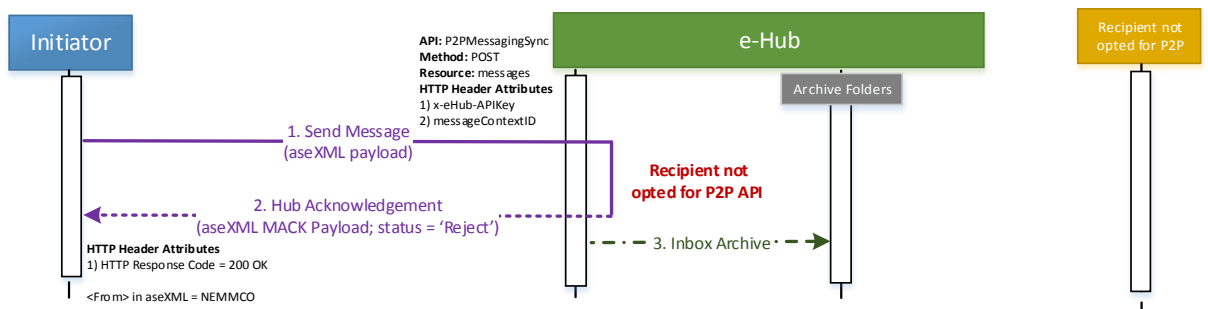 Initiator
API: P2PMessagingSync
Method: POST
Resource: messages
HTTP Header Attributes
1) x-eHub-APIKey
2) messageContextID
e-Hub
Archive Folders
Recipient not
opted for P2P
1. Send Message
(aseXML payload)
Recipient not
opted for P2P API
2. Hub Acknowledgement
(aseXML MACK Payload; status = ‘Reject’)
3. Inbox Archive
HTTP Header Attributes
1) HTTP Response Code = 200 OK
<From> in aseXML = NEMMCO